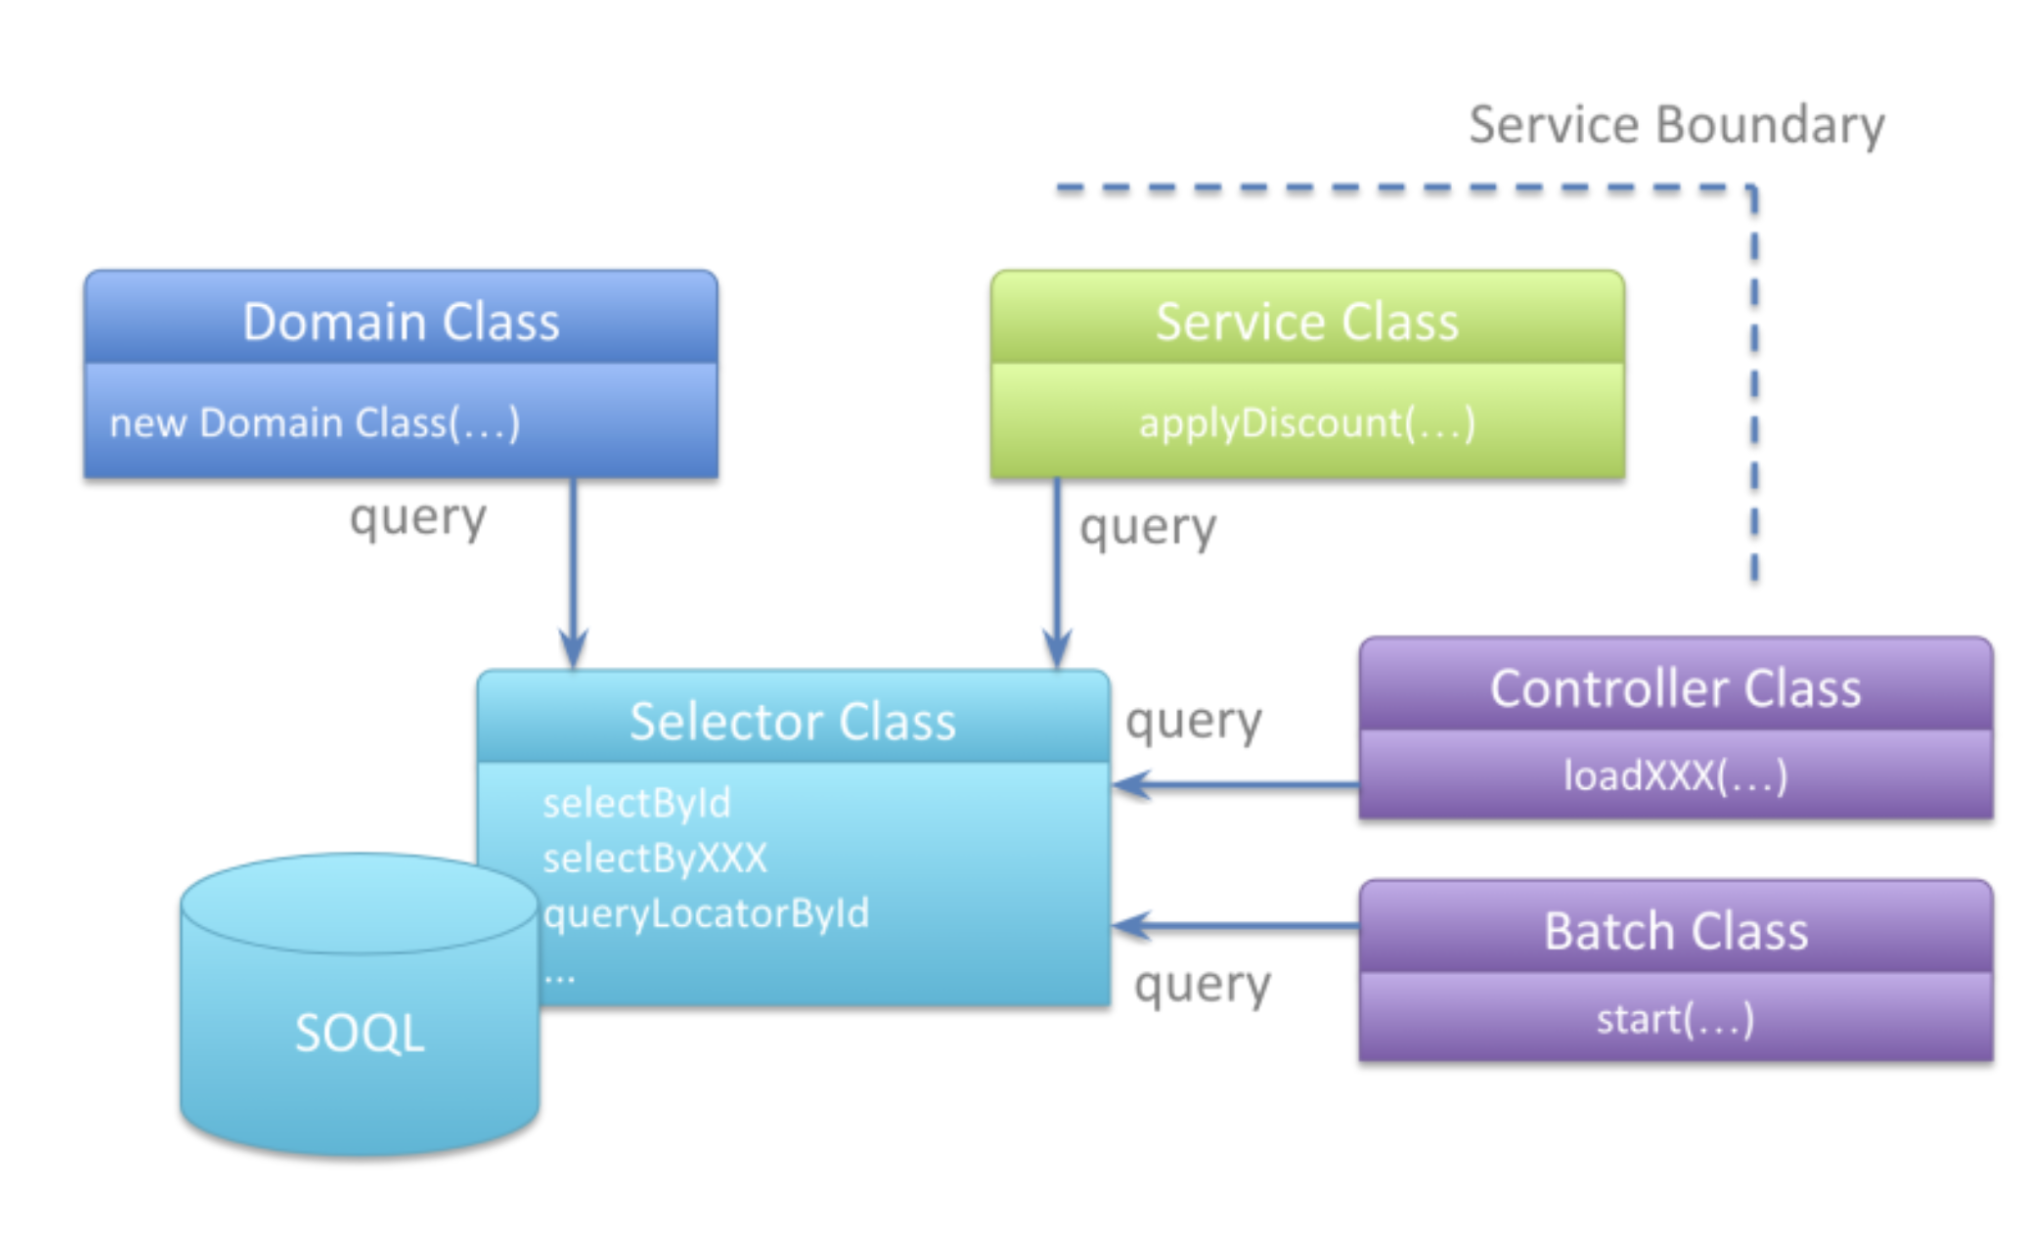 Service Boundary
Domain Class
new Domain Class(...)
query
Service Class
applyDiscount(...)
query
Selector Class
selectById
selectByXXX
queryLocatorById
...
SOQL
query
Controller Class
loadXXX(...)
query
Batch Class
start(...)